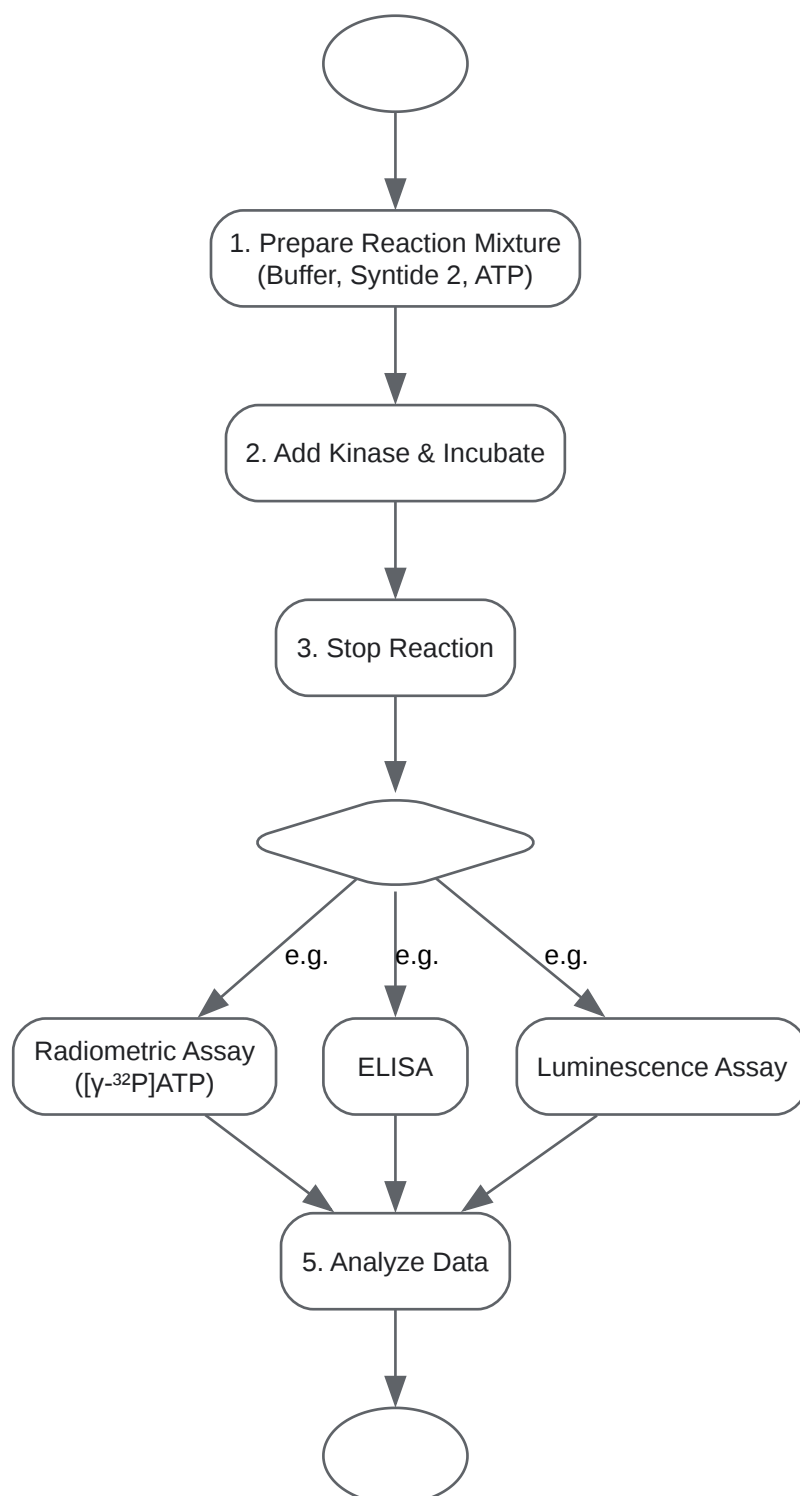 1. Prepare Reaction Mixture
(Buffer, Syntide 2, ATP)
2. Add Kinase & Incubate
3. Stop Reaction
e.g.
e.g.
e.g.
Radiometric Assay
([γ-³²P]ATP)
ELISA
Luminescence Assay
5. Analyze Data